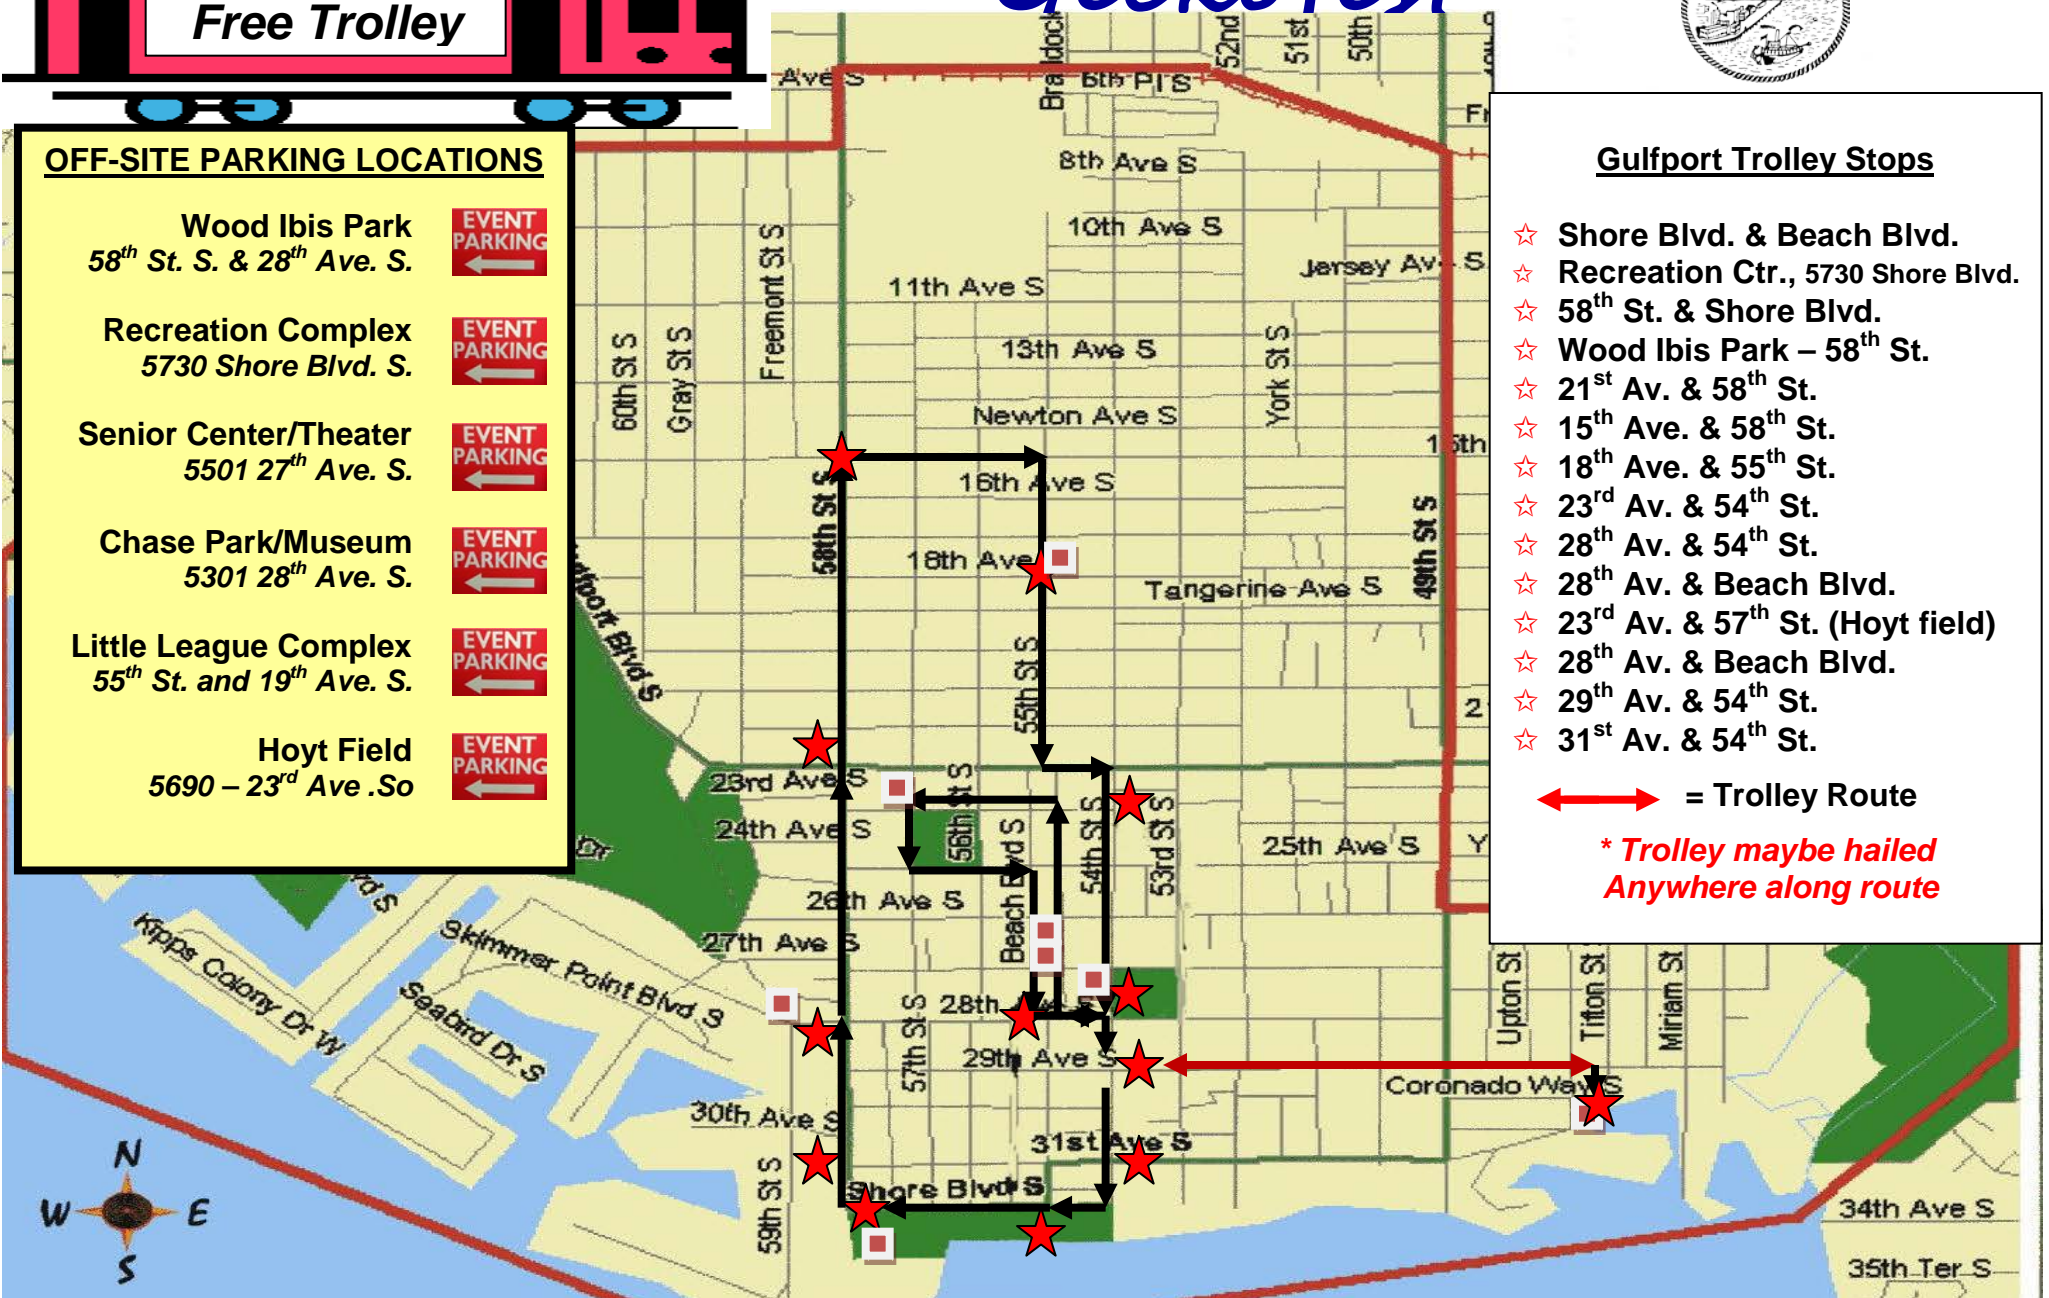 Free Trolley
OFF-SITE PARKING LOCATIONS
Wood Ibis Park
58th St. S. & 28th Ave. S.
EVENT
PARKING
Recreation Complex
5730 Shore Blvd. S.
EVENT
PARKING
Senior Center/Theater
5501 27th Ave. S.
EVENT
PARKING
Chase Park/Museum
5301 28th Ave. S.
EVENT
PARKING
Little League Complex
55th St. and 19th Ave. S.
EVENT
PARKING
Hoyt Field
5690 – 23rd Ave .So
EVENT
PARKING
Gulfport Trolley Stops
Shore Blvd. & Beach Blvd.
Recreation Ctr., 5730 Shore Blvd.
58th St. & Shore Blvd.
Wood Ibis Park – 58th St.
21st Av. & 58th St.
15th Ave. & 58th St.
18th Ave. & 55th St.
23rd Av. & 54th St.
28th Av. & 54th St.
28th Av. & Beach Blvd.
23rd Av. & 57th St. (Hoyt field)
28th Av. & Beach Blvd.
29th Av. & 54th St.
31st Av. & 54th St.
= Trolley Route
* Trolley maybe hailed
Anywhere along route
Ave S
6th Pl S
52nd
51st
50th
8th Ave S
10th Ave S
Jersey Av S
11th Ave S
Freemont St S
60th St S
Gray St S
13th Ave S
York St S
Newton Ave S
15th
16th Ave S
58th St S
49th St S
18th Ave
Tangerine Ave S
Blvd S
55th St S
23rd Ave S
56th St S
24th Ave S
54th St S
53rd St S
25th Ave S
Beach Blvd S
26th Ave S
27th Ave S
Kipps Colony Dr W
Skimmer Point Blvd S
Seabird Dr S
28th Ave S
57th St S
29th Ave S
Upton St
Tifton St S
Miriam St S
Coronado Way S
30th Ave S
31st Ave S
59th St S
Shore Blvd S
34th Ave S
35th Ter S
N
W
E
S